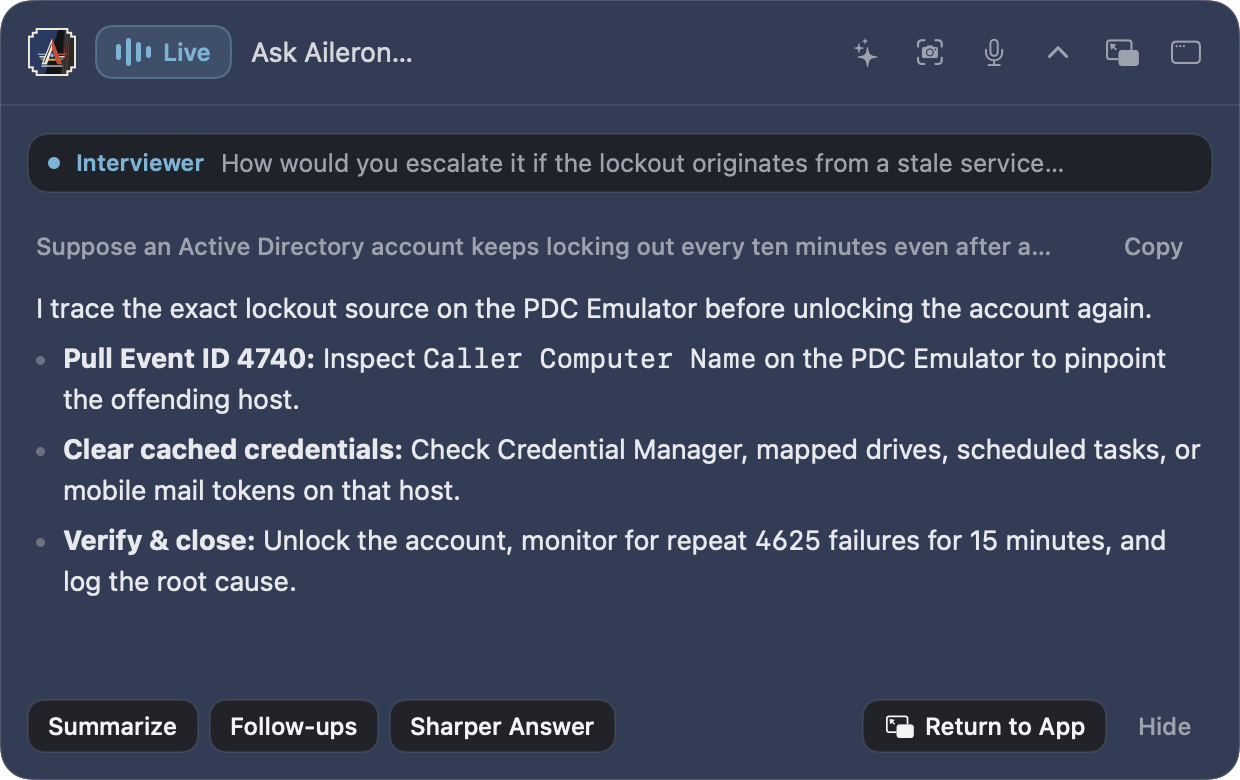 Live
Ask Aileron...
Interviewer How would you escalate it if the lockout originates from a stale service...
Suppose an Active Directory account keeps locking out every ten minutes even after a...
Copy
I trace the exact lockout source on the PDC Emulator before unlocking the account again.
• Pull Event ID 4740: Inspect Caller Computer Name on the PDC Emulator to pinpoint
the offending host.
• Clear cached credentials: Check Credential Manager, mapped drives, scheduled tasks, or
mobile mail tokens on that host.
• Verify & close: Unlock the account, monitor for repeat 4625 failures for 15 minutes, and
log the root cause.
Summarize
Follow-ups
Sharper Answer
Return to App
Hide